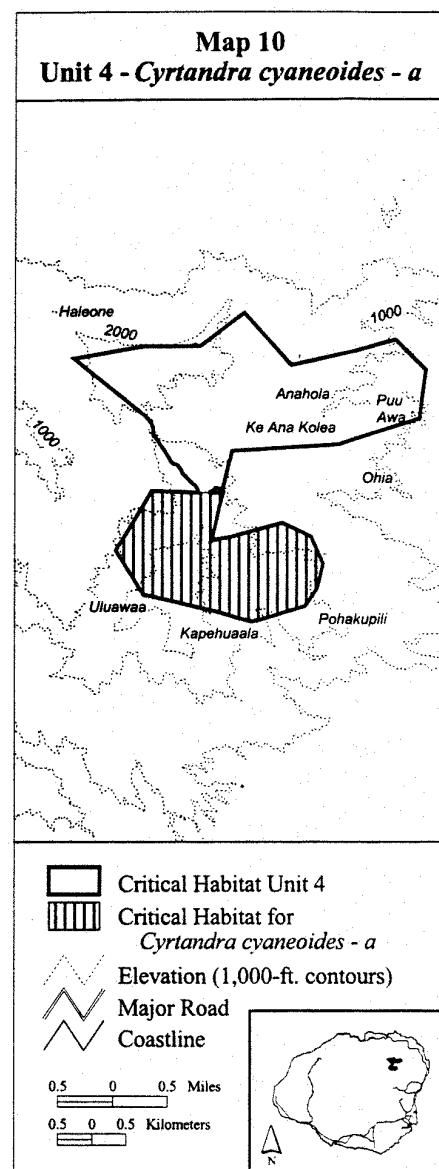 Map 10
Unit 4 - Cyrtandra cyaneoides - a
Haleone
2000
1000
Anahola
Puu
Awa
Ke Ana Kolea
1000
Ohia
Uluawaa
Kapehuaala
Pohakupili
Critical Habitat Unit 4
Critical Habitat for
Cyrtandra cyaneoides - a
Elevation (1,000-ft. contours)
Major Road
Coastline
0.5 0 0.5 Miles
0.5 0 0.5 Kilometers
N